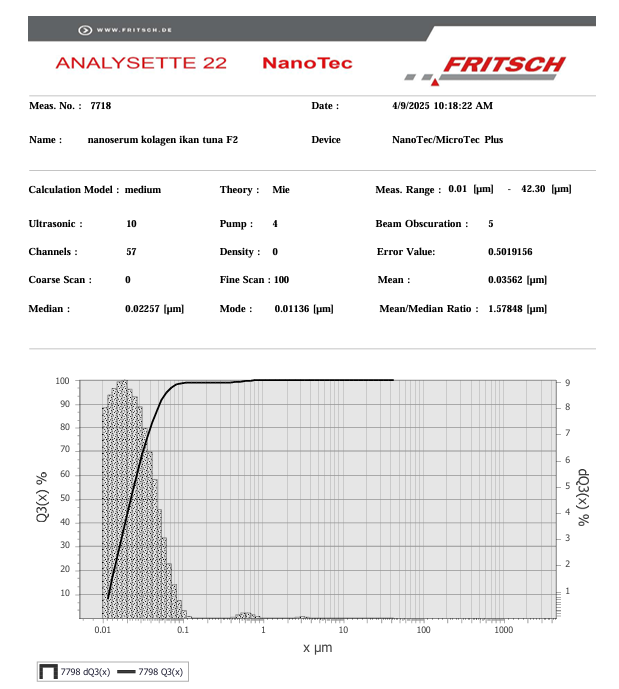 WWW.FRITSCH.DE
ANALYSETTE 22 NanoTec FRITSCH
Meas. No. : 7718 Date : 4/9/2025 10:18:22 AM
Name : nanoserum kolagen ikan tuna F2 Device NanoTec/MicroTec Plus
Calculation Model : medium Theory : Mie Meas. Range : 0.01 [µm] - 42.30 [µm]
Ultrasonic : 10 Pump : 4 Beam Obscuration : 5
Channels : 57 Density : 0 Error Value: 0.5019156
Coarse Scan : 0 Fine Scan : 100 Mean : 0.03562 [µm]
Median : 0.02257 [µm] Mode : 0.01136 [µm] Mean/Median Ratio : 1.57848 [µm]
100 9
90 8
80 7
70 6
60 5
50 4
40 3
30 2
20 1
10
Q3(x) %
dQ3(x) %
0.01 0.1 1 10 100 1000
x µm
7798 dQ3(x) 7798 Q3(x)